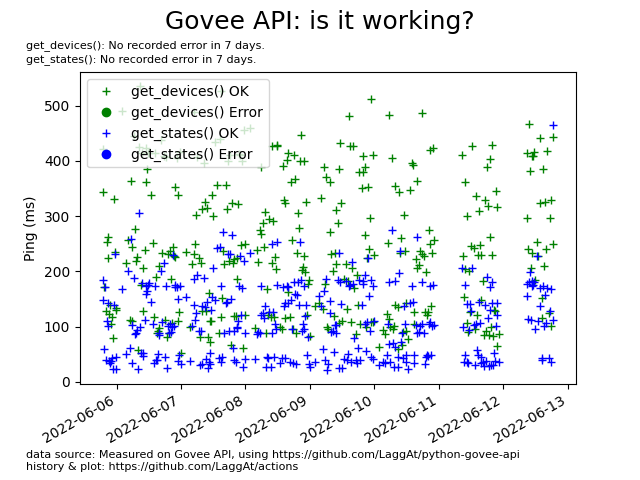 Govee API: is it working?
get_devices(): No recorded error in 7 days.
get_states(): No recorded error in 7 days.
get_devices() OK
get_devices() Error
get_states() OK
get_states() Error
Ping (ms)
500
400
300
200
100
0
2022-06-06
2022-06-07
2022-06-08
2022-06-09
2022-06-10
2022-06-11
2022-06-12
2022-06-13
data source: Measured on Govee API, using https://github.com/LaggAt/python-govee-api
history & plot: https://github.com/LaggAt/actions